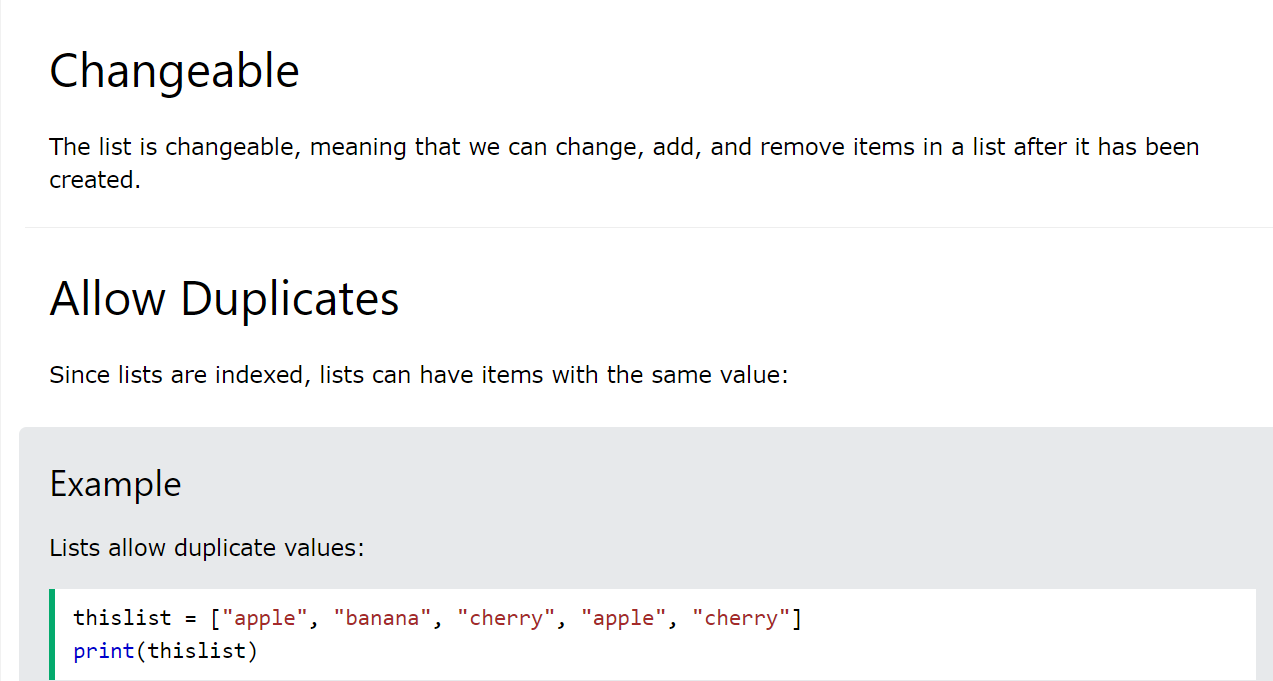 Changeable
The list is changeable, meaning that we can change, add, and remove items in a list after it has been
created.
Allow Duplicates
Since lists are indexed, lists can have items with the same value:
Example
Lists allow duplicate values:
thislist = ["apple", "banana", "cherry", "apple", "cherry"]
print(thislist)